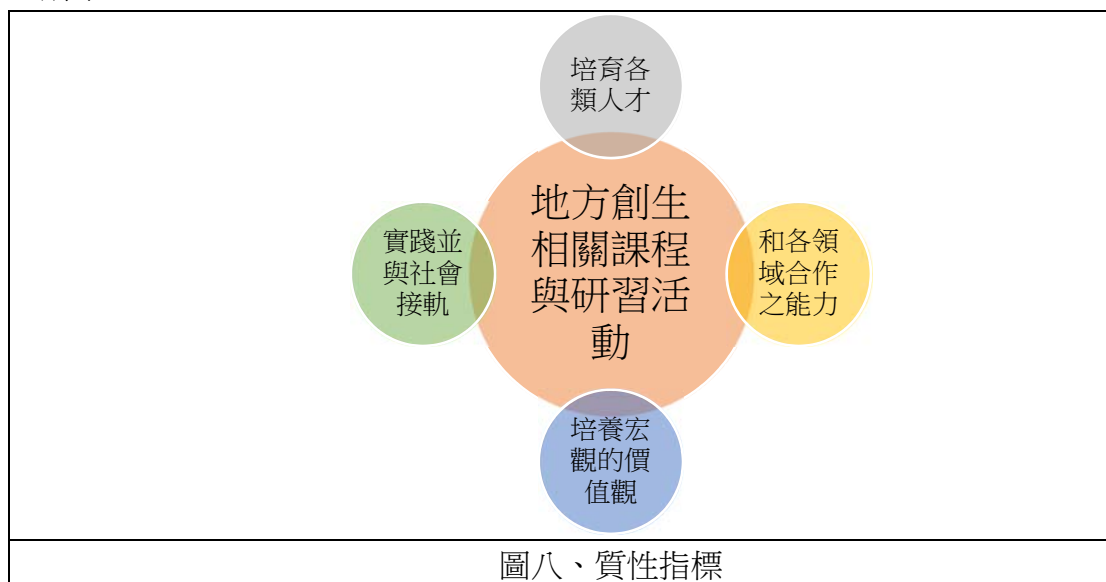 培育各
類人才
地方創生
相關課程
與研習活
動
實踐並
與社會
接軌
和各領
域合作
之能力
培養宏
觀的價
值觀
圖八、質性指標